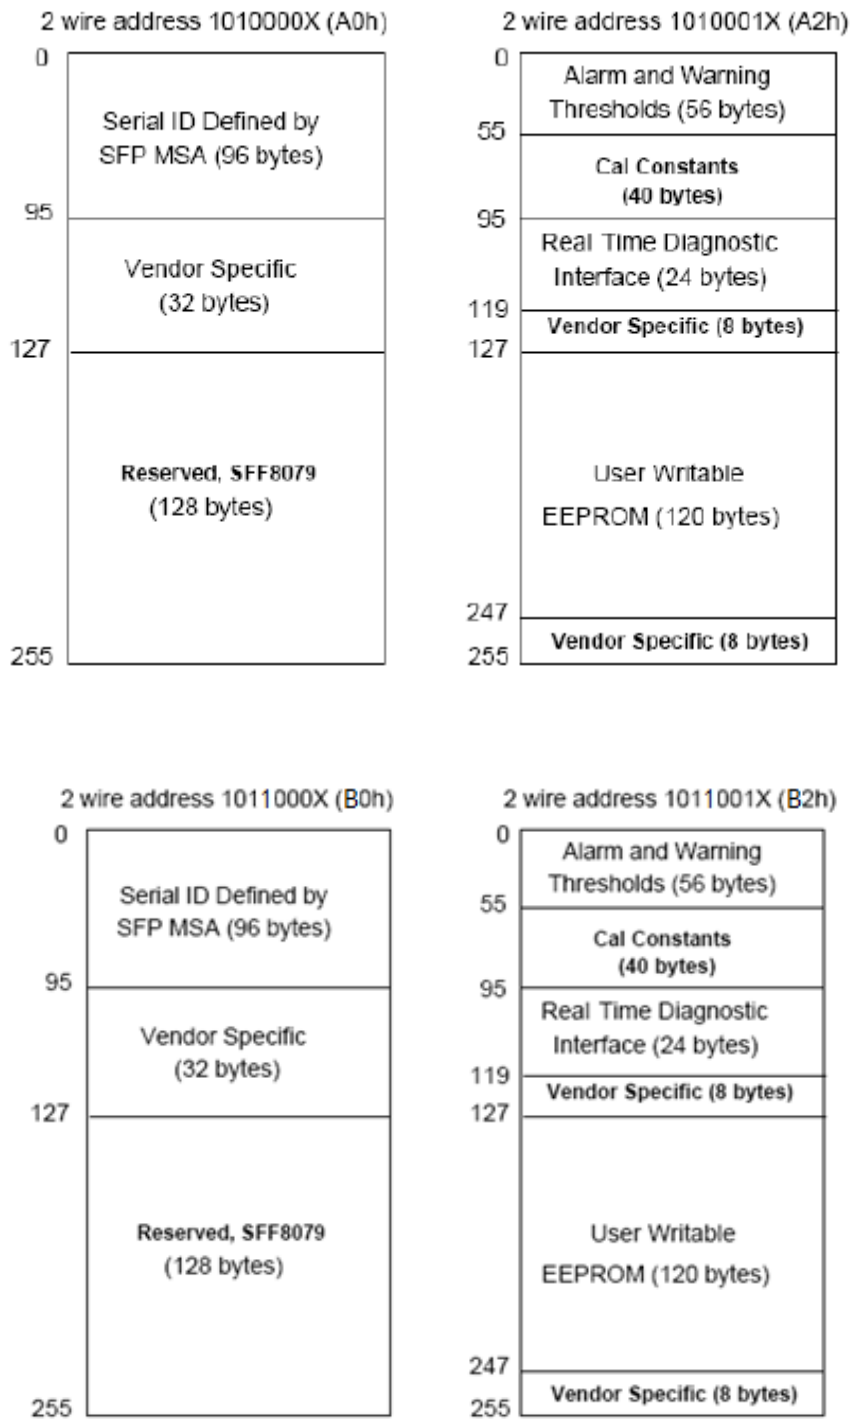 2 wire address 1010000X (A0h)
0
Serial ID Defined by
SFP MSA (96 bytes)
95
Vendor Specific
(32 bytes)
127
Reserved, SFF8079
(128 bytes)
255
2 wire address 1010001X (A2h)
0
Alarm and Warning
Thresholds (56 bytes)
55
Cal Constants
(40 bytes)
95
Real Time Diagnostic
Interface (24 bytes)
119
Vendor Specific (8 bytes)
127
User Writable
EEPROM (120 bytes)
247
Vendor Specific (8 bytes)
255
2 wire address 1011000X (B0h)
0
Serial ID Defined by
SFP MSA (96 bytes)
95
Vendor Specific
(32 bytes)
127
Reserved, SFF8079
(128 bytes)
255
2 wire address 1011001X (B2h)
0
Alarm and Warning
Thresholds (56 bytes)
55
Cal Constants
(40 bytes)
95
Real Time Diagnostic
Interface (24 bytes)
119
Vendor Specific (8 bytes)
127
User Writable
EEPROM (120 bytes)
247
Vendor Specific (8 bytes)
255